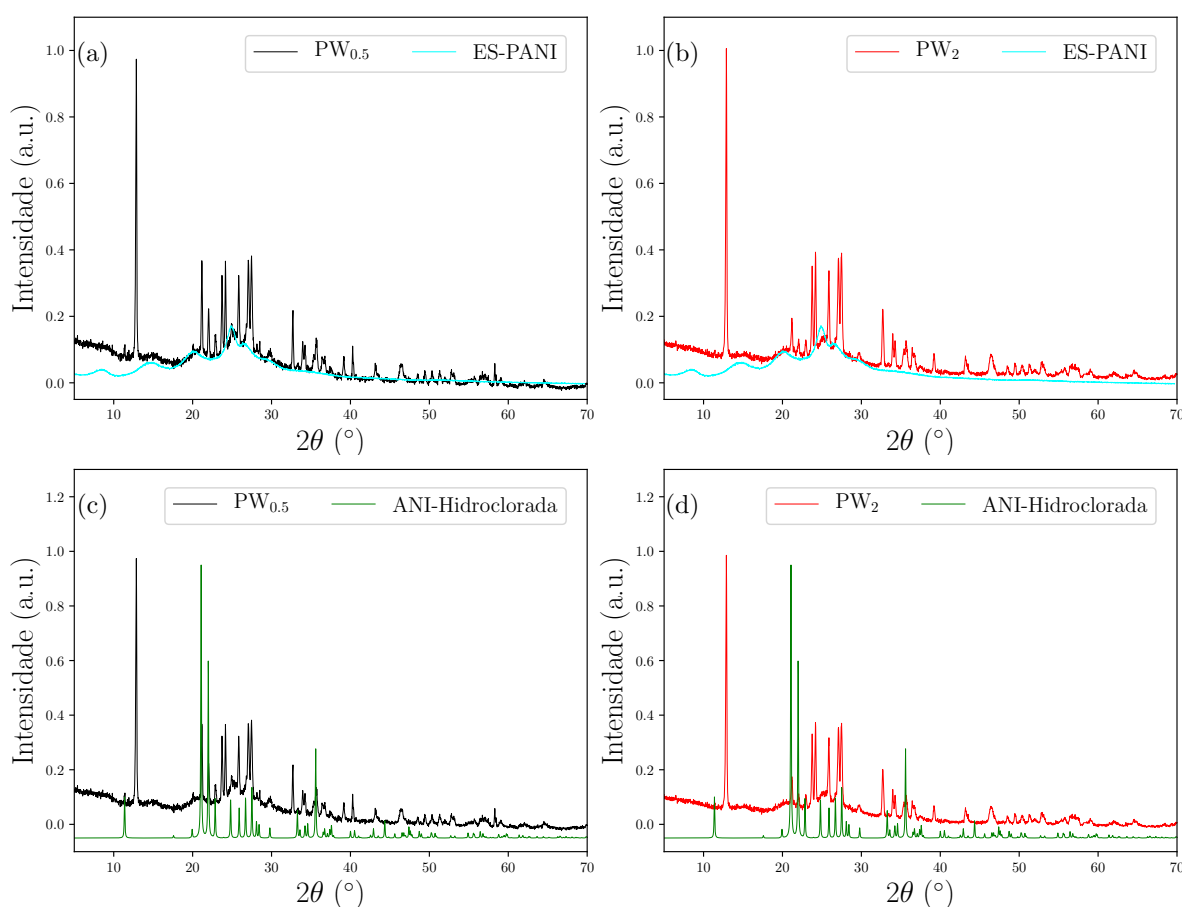 (a) PW0.5 ES-PANI
Intensidade (a.u.)
1.0
0.8
0.6
0.4
0.2
0.0
10 20 30 40 50 60 70
2θ (°)
(b) PW2 ES-PANI
Intensidade (a.u.)
1.0
0.8
0.6
0.4
0.2
0.0
10 20 30 40 50 60 70
2θ (°)
(c) PW0.5 ANI-Hidroclorada
Intensidade (a.u.)
1.2
1.0
0.8
0.6
0.4
0.2
0.0
10 20 30 40 50 60 70
2θ (°)
(d) PW2 ANI-Hidroclorada
Intensidade (a.u.)
1.2
1.0
0.8
0.6
0.4
0.2
0.0
10 20 30 40 50 60 70
2θ (°)